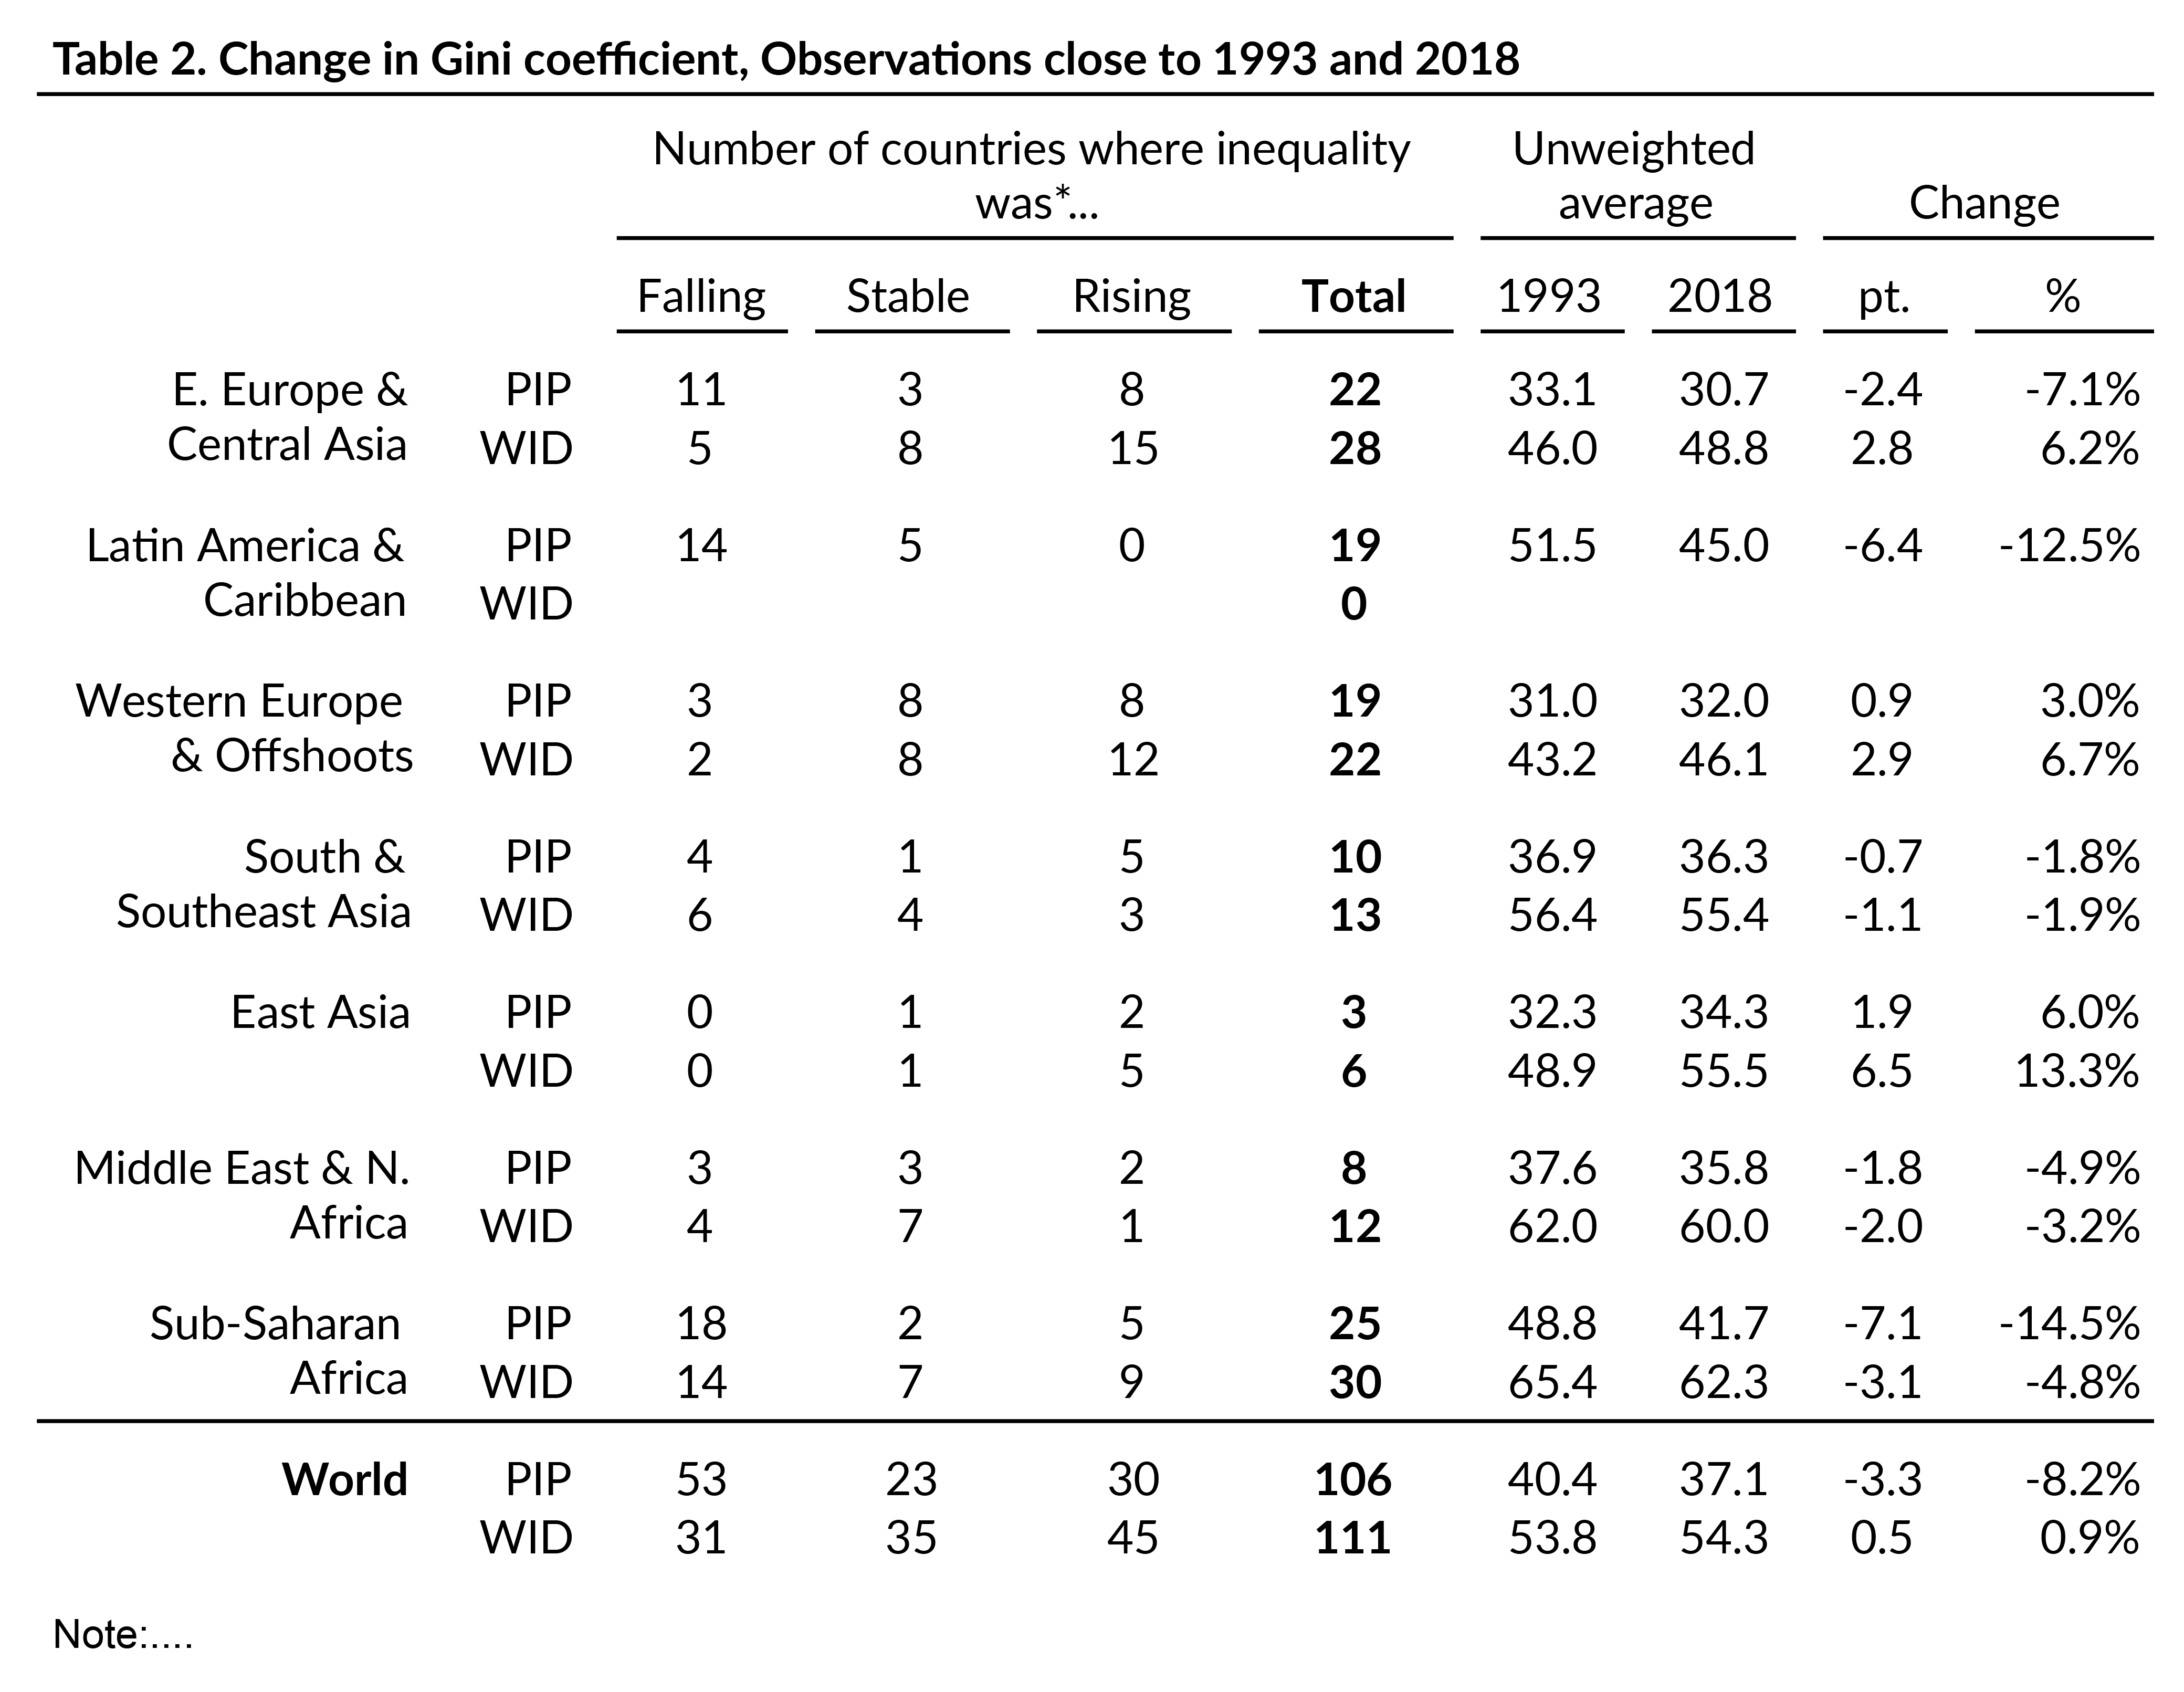 Table 2. Change in Gini coefficient, Observations close to 1993 and 2018
Number of countries where inequality Unweighted
was*... average Change
Falling Stable Rising Total 1993 2018 pt. %
E. Europe & PIP 11 3 8 22 33.1 30.7 -2.4 -7.1%
Central Asia WID 5 8 15 28 46.0 48.8 2.8 6.2%
Latin America & PIP 14 5 0 19 51.5 45.0 -6.4 -12.5%
Caribbean WID 0
Western Europe PIP 3 8 8 19 31.0 32.0 0.9 3.0%
& Offshoots WID 2 8 12 22 43.2 46.1 2.9 6.7%
South & PIP 4 1 5 10 36.9 36.3 -0.7 -1.8%
Southeast Asia WID 6 4 3 13 56.4 55.4 -1.1 -1.9%
East Asia PIP 0 1 2 3 32.3 34.3 1.9 6.0%
WID 0 1 5 6 48.9 55.5 6.5 13.3%
Middle East & N. PIP 3 3 2 8 37.6 35.8 -1.8 -4.9%
Africa WID 4 7 1 12 62.0 60.0 -2.0 -3.2%
Sub-Saharan PIP 18 2 5 25 48.8 41.7 -7.1 -14.5%
Africa WID 14 7 9 30 65.4 62.3 -3.1 -4.8%
World PIP 53 23 30 106 40.4 37.1 -3.3 -8.2%
WID 31 35 45 111 53.8 54.3 0.5 0.9%
Note:....